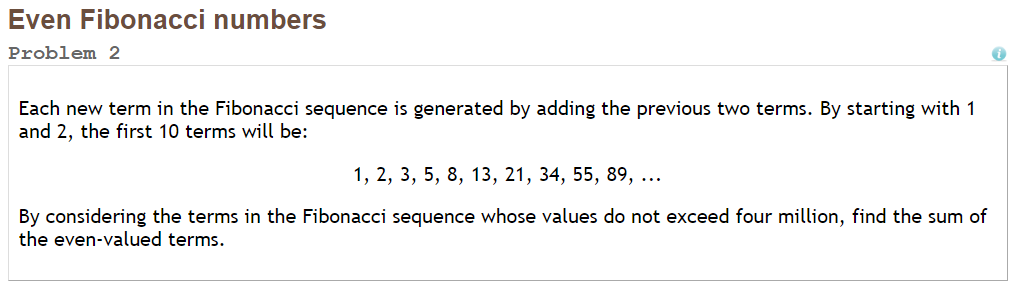 Even Fibonacci numbers
Problem 2
Each new term in the Fibonacci sequence is generated by adding the previous two terms. By starting with 1
and 2, the first 10 terms will be:
1, 2, 3, 5, 8, 13, 21, 34, 55, 89, ...
By considering the terms in the Fibonacci sequence whose values do not exceed four million, find the sum of
the even-valued terms.